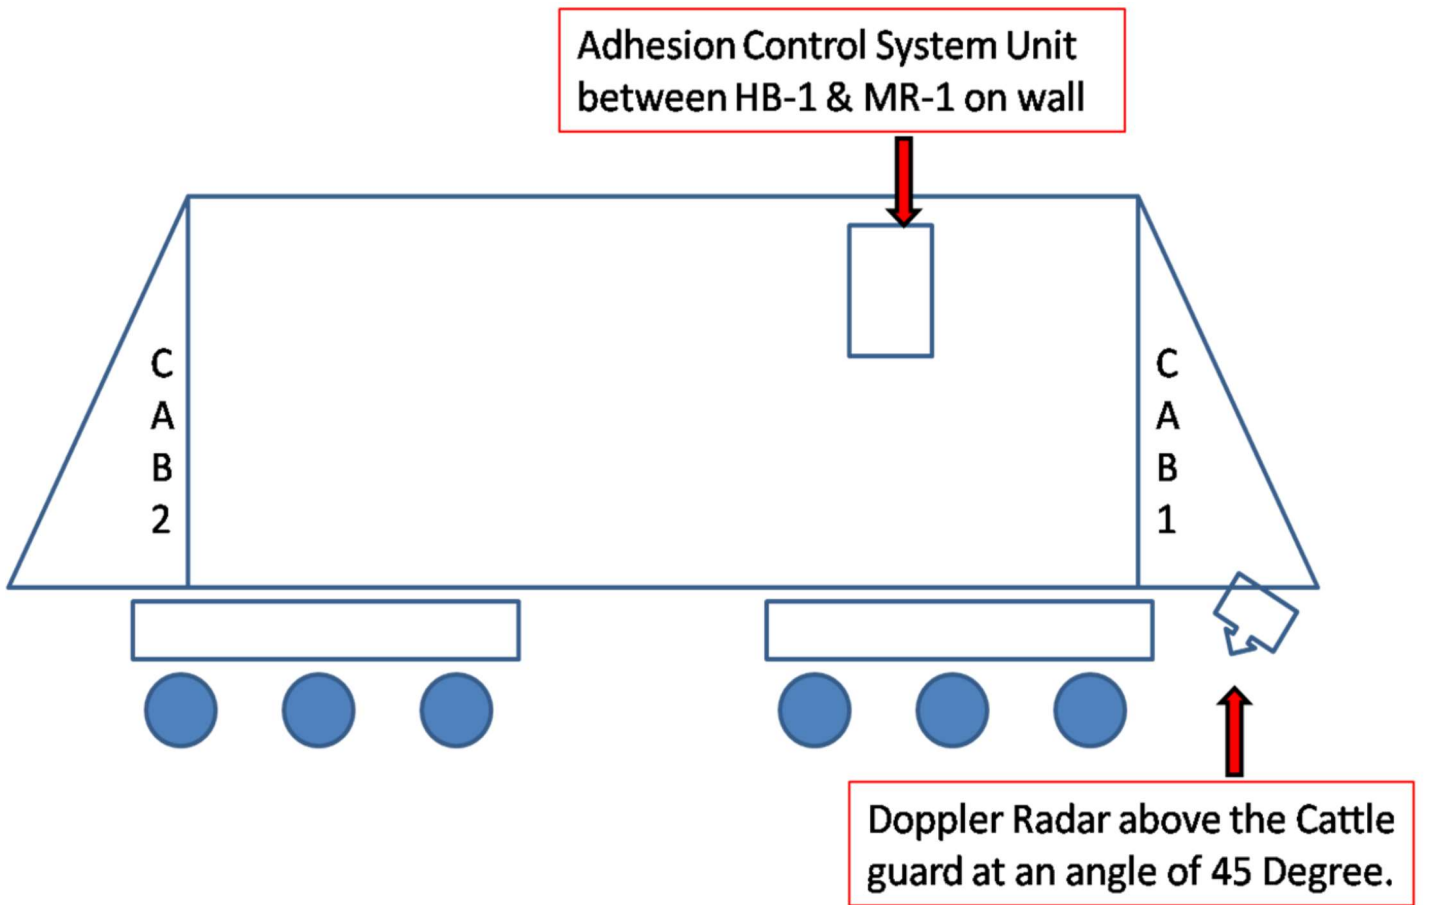 Adhesion Control System Unit
between HB-1 & MR-1 on wall
C
A
B
2
C
A
B
1
Doppler Radar above the Cattle
guard at an angle of 45 Degree.